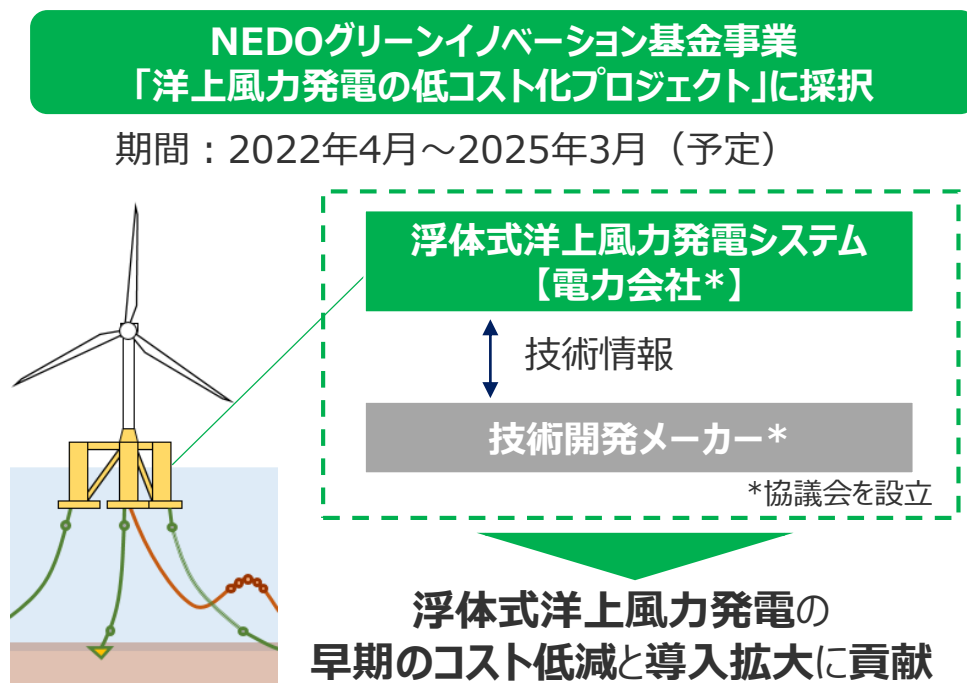 NEDOグリーンイノベーション基金事業
「洋上風力発電の低コスト化プロジェクト」に採択
期間：2022年4月～2025年3月（予定）
浮体式洋上風力発電システム
【電力会社*】
技術情報
技術開発メーカー*
*協議会を設立
浮体式洋上風力発電の
早期のコスト低減と導入拡大に貢献